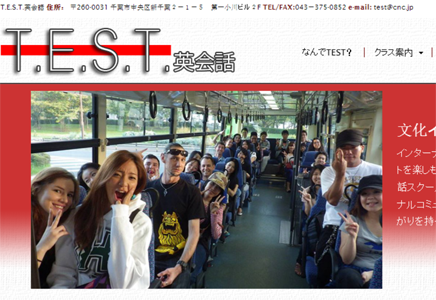 T.E.S.T.英会話 住所: 〒260-0031 千葉市中央区新千葉2-1-5 第一小川ビル2F TEL/FAX:043-375-0852 e-mail: test@cnc.jp
T.E.S.T.英会話
なんでTEST?
クラス案内
文化イ
インター
トを楽しも
話スクー
ナルコミュ
がりを持